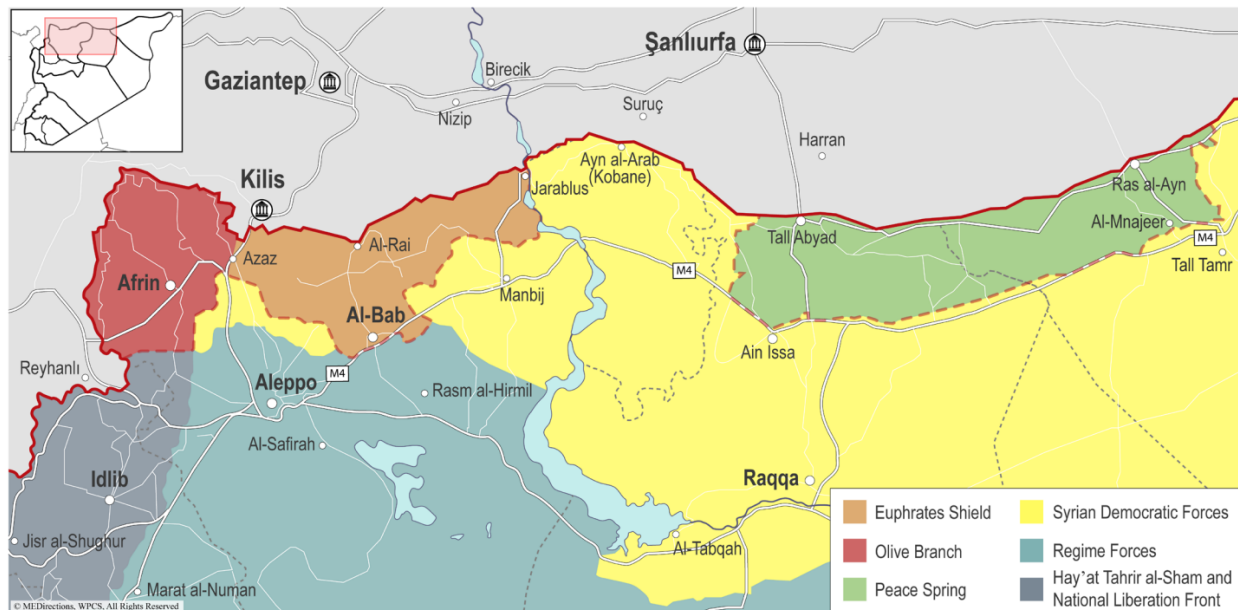 Şanlıurfa
Gaziantep
Birecik
Nizip
Suruç
Harran
Kilis
Ayn al-Arab
(Kobane)
Jarablus
Ras al-Ayn
Al-Mnajeer
Tall Abyad
M4
Tall Tamr
Al-Rai
Azaz
M4
Afrin
Manbij
Al-Bab
Ain Issa
Reyhanlı
M4
Aleppo
Rasm al-Hirmil
Al-Safirah
Idlib
Raqqa
Jisr al-Shughur
Al-Tabqah
Marat al-Numan
Euphrates Shield
Olive Branch
Peace Spring
Syrian Democratic Forces
Regime Forces
Hay’at Tahrir al-Sham and
National Liberation Front
© MEDirections, WPCS, All Rights Reserved